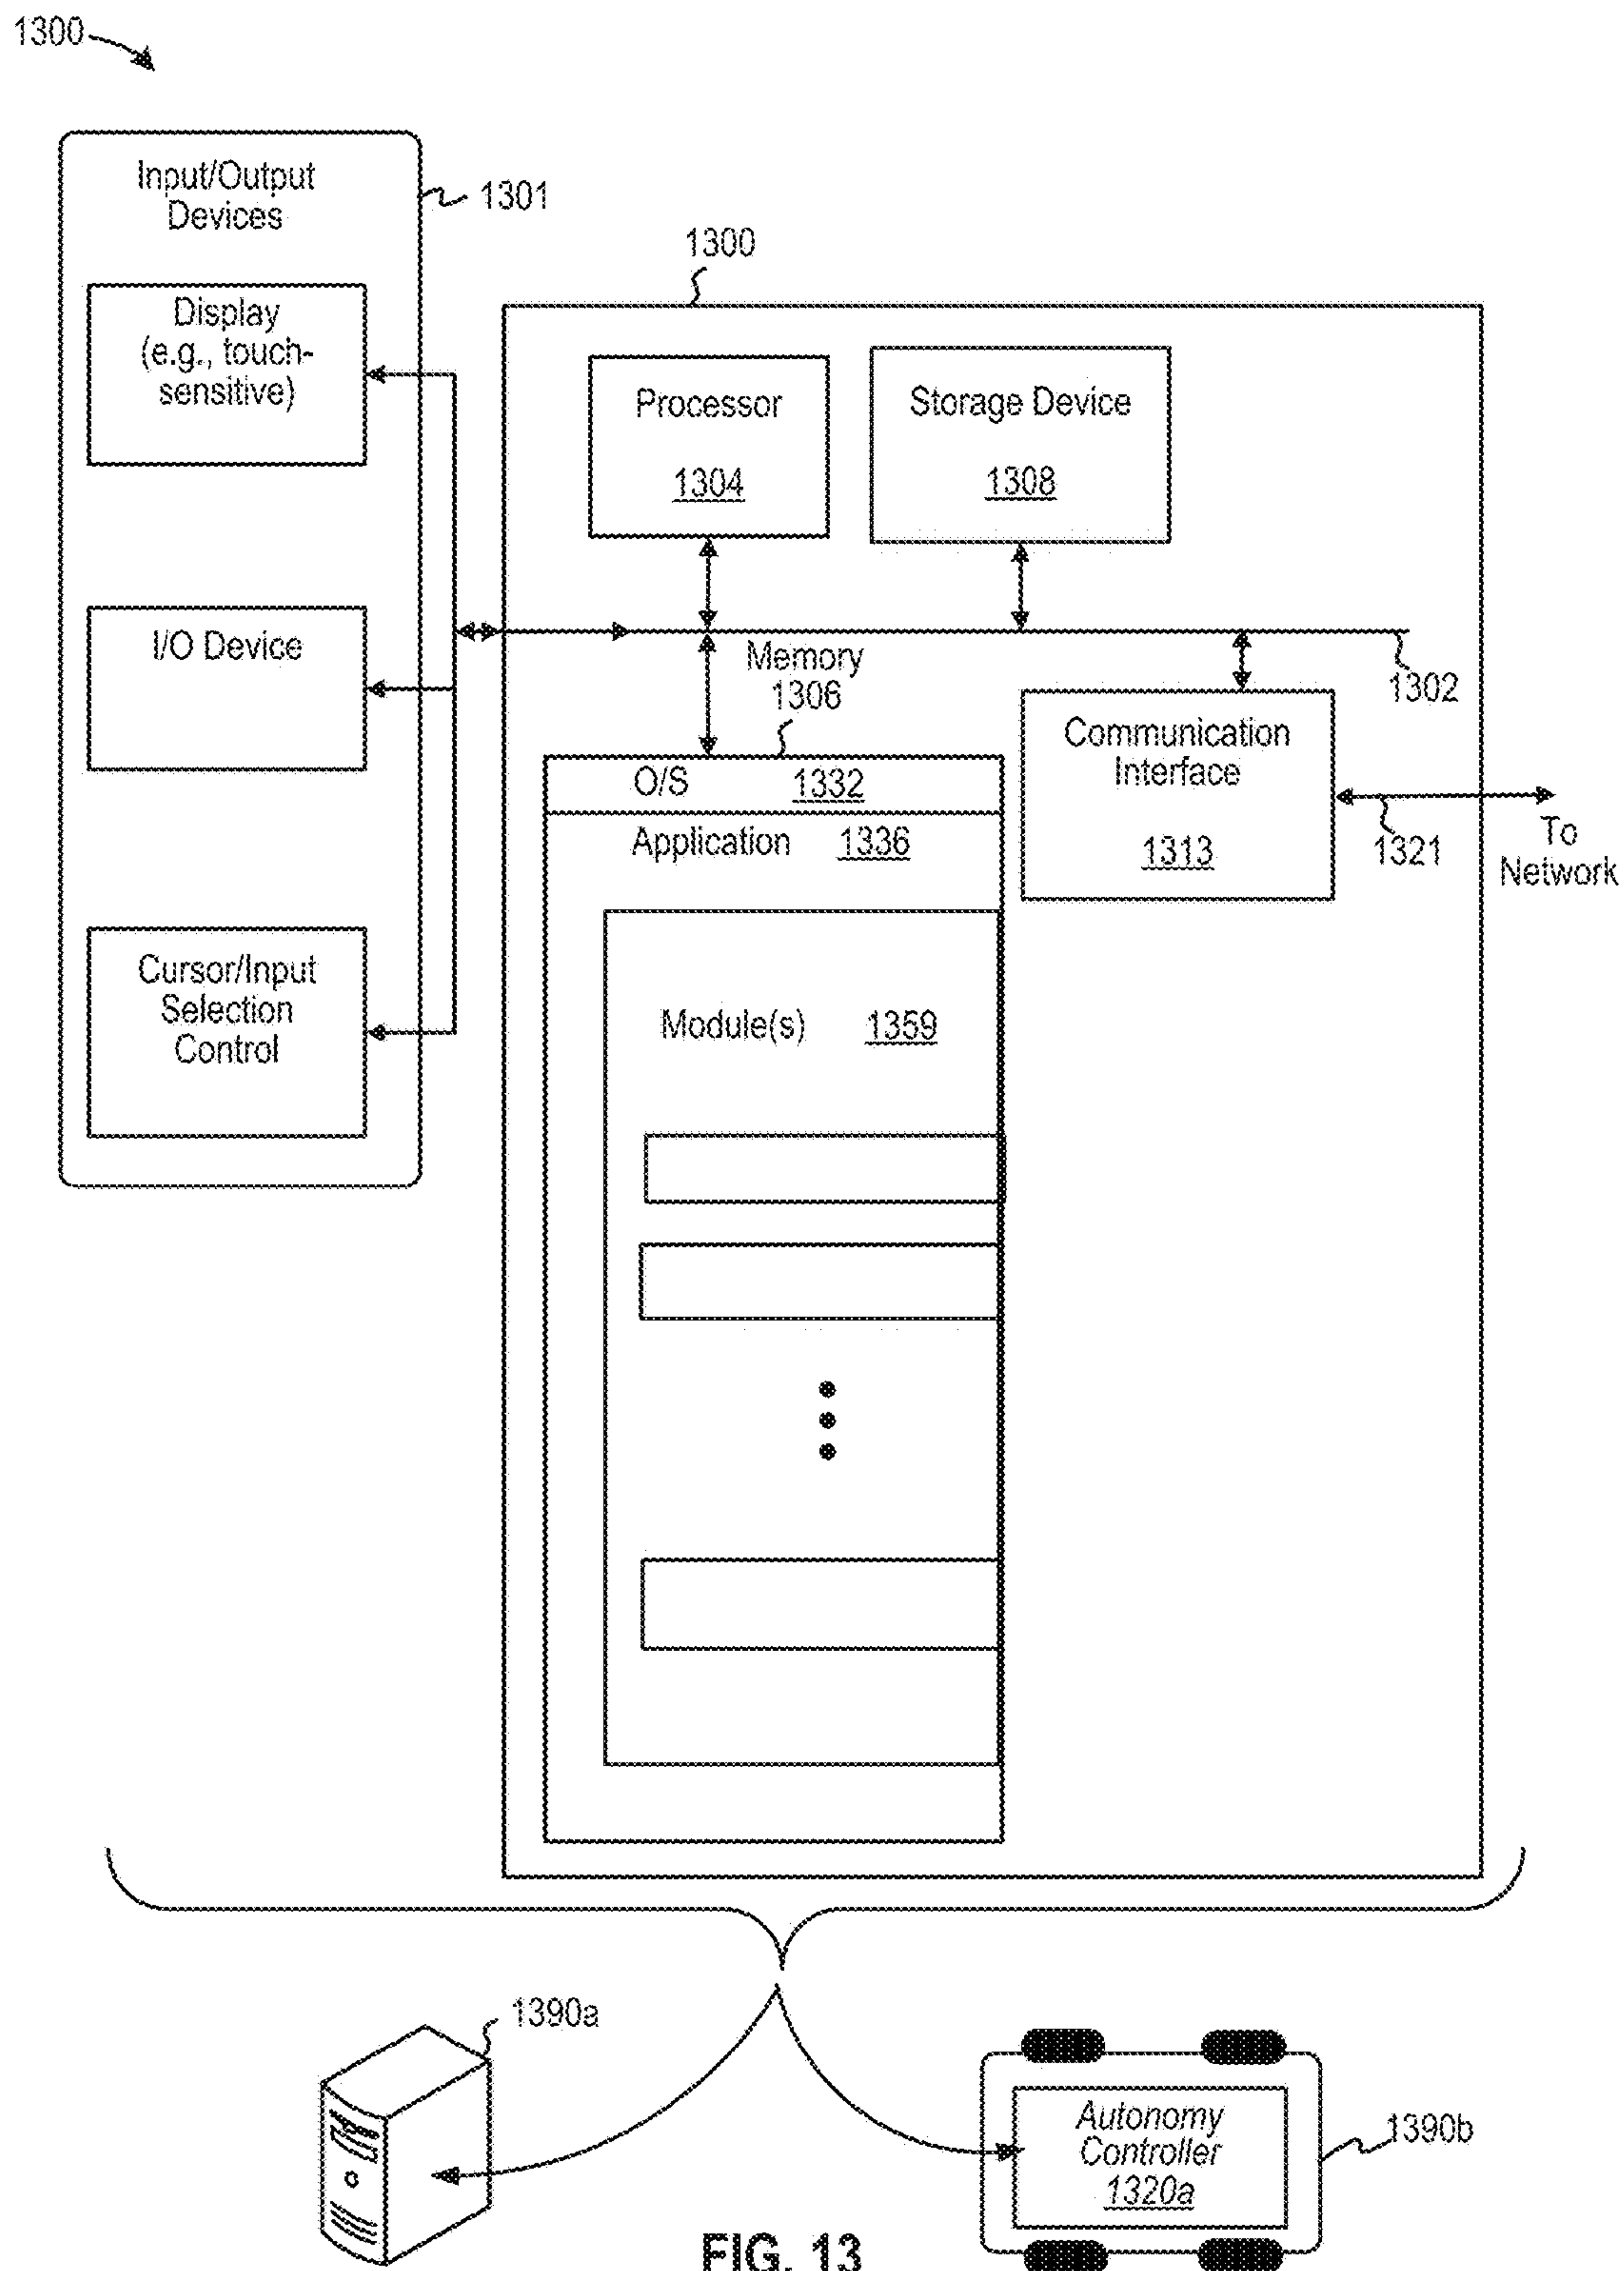 1300
Input/Output
Devices
1301
Display
(e.g., touch-
sensitive)
I/O Device
Cursor/Input
Selection
Control
1300
Processor
1304
Storage Device
1308
Memory
1306
1302
Communication
Interface
1313
1321
To
Network
O/S 1332
Application 1336
Module(s) 1359
1390a
Autonomy
Controller
1320a
1390b
FIG. 13